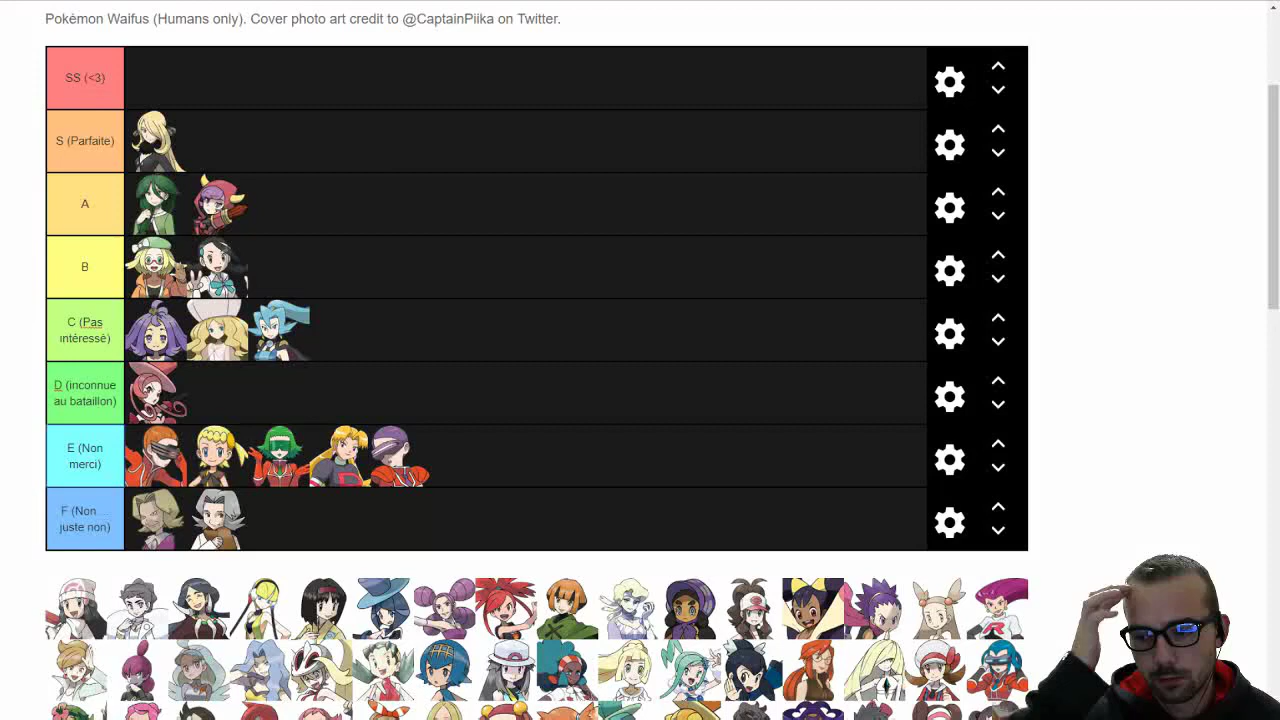 Pokémon Waifus (Humans only). Cover photo art credit to @CaptainPiika on Twitter.
SS (<3)
S (Parfaite)
A
B
C (Pas
intéressé)
D (inconnue
au bataillon)
E (Non
merci)
F (Non....
juste non)
R